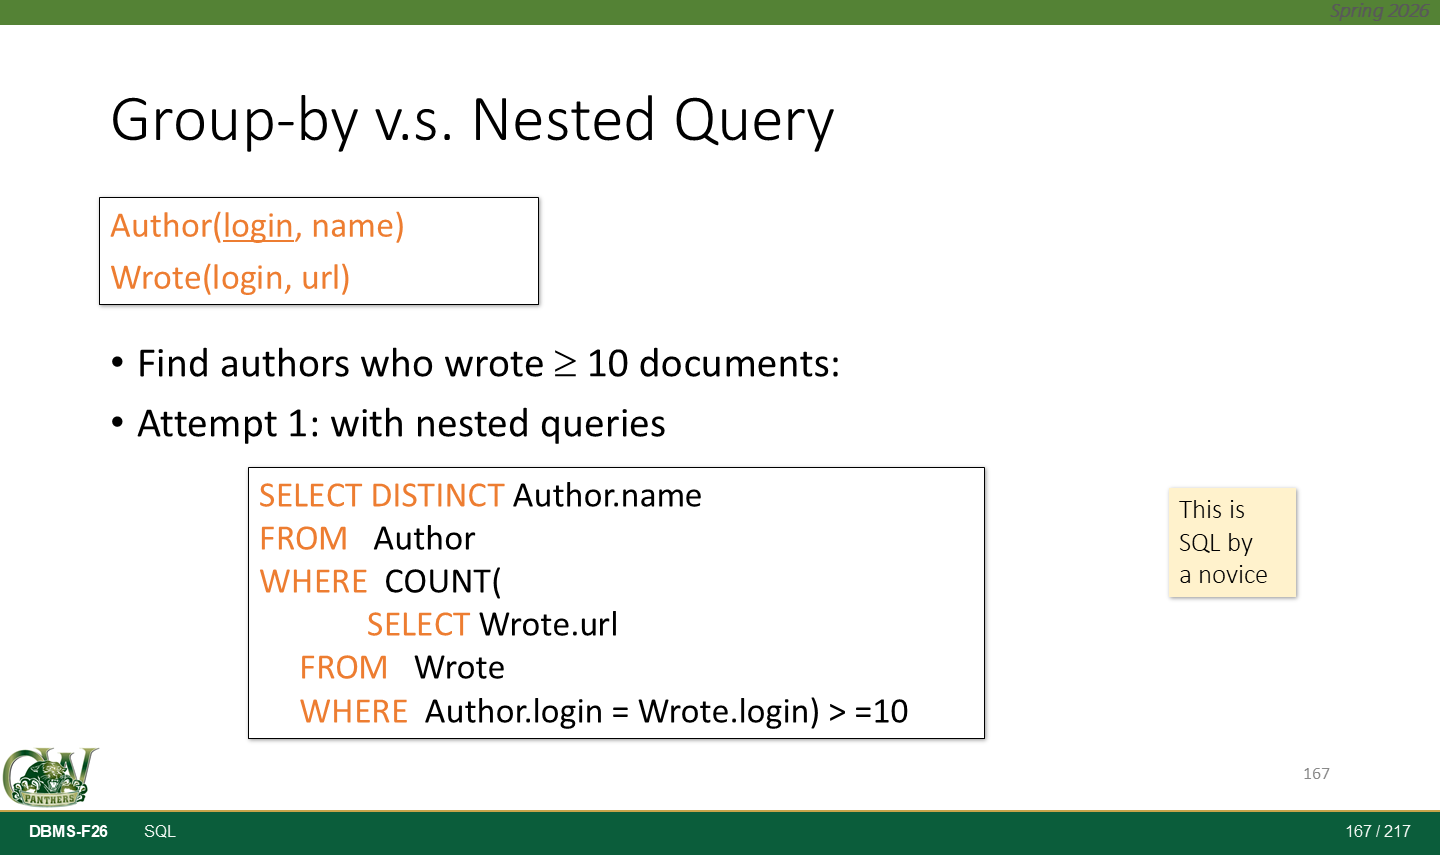 Spring 2026
Group-by v.s. Nested Query
Author(login, name)
Wrote(login, url)
• Find authors who wrote ≥ 10 documents:
• Attempt 1: with nested queries
SELECT DISTINCT Author.name
FROM Author
WHERE COUNT(
SELECT Wrote.url
FROM Wrote
WHERE Author.login = Wrote.login) > =10
This is
SQL by
a novice
OW
PANTHERS
167
DBMS-F26 SQL 167 / 217